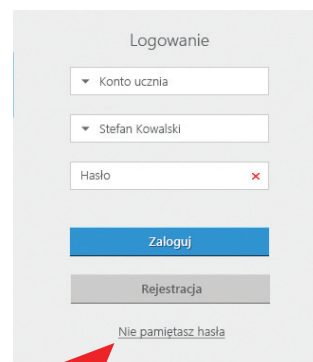 Logowanie
Konto ucznia
Stefan Kowalski
Hasło
Zaloguj
Rejestracja
Nie pamiętasz hasła